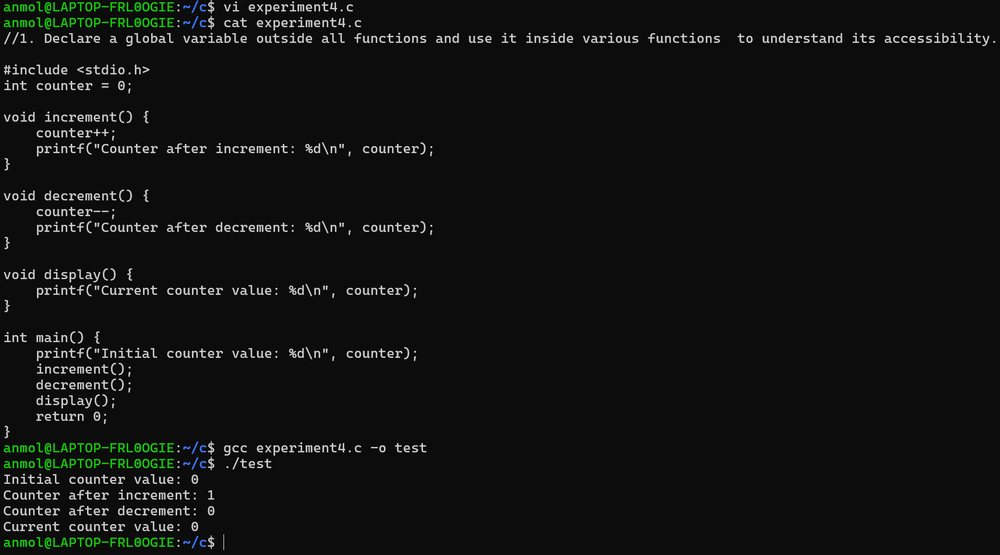 anmol@LAPTOP-FRL0OGIE:~/c$ vi experiment4.c
anmol@LAPTOP-FRL0OGIE:~/c$ cat experiment4.c
//1. Declare a global variable outside all functions and use it inside various functions  to understand its accessibility.

#include <stdio.h>
int counter = 0;

void increment() {
    counter++;
    printf("Counter after increment: %d\n", counter);
}

void decrement() {
    counter--;
    printf("Counter after decrement: %d\n", counter);
}

void display() {
    printf("Current counter value: %d\n", counter);
}

int main() {
    printf("Initial counter value: %d\n", counter);
    increment();
    decrement();
    display();
    return 0;
}
anmol@LAPTOP-FRL0OGIE:~/c$ gcc experiment4.c -o test
anmol@LAPTOP-FRL0OGIE:~/c$ ./test
Initial counter value: 0
Counter after increment: 1
Counter after decrement: 0
Current counter value: 0
anmol@LAPTOP-FRL0OGIE:~/c$